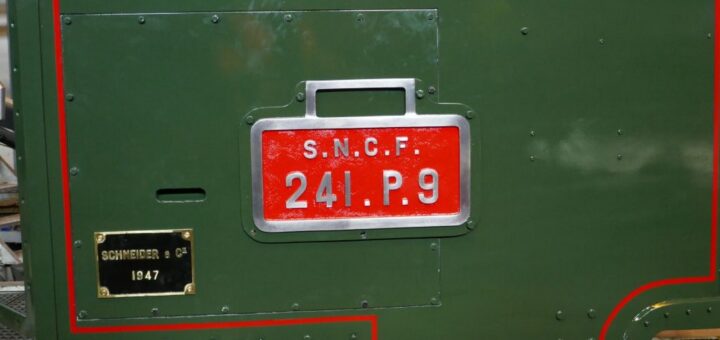 S.N.C.F.
241.P.9
SCHNEIDER & Cie
1947